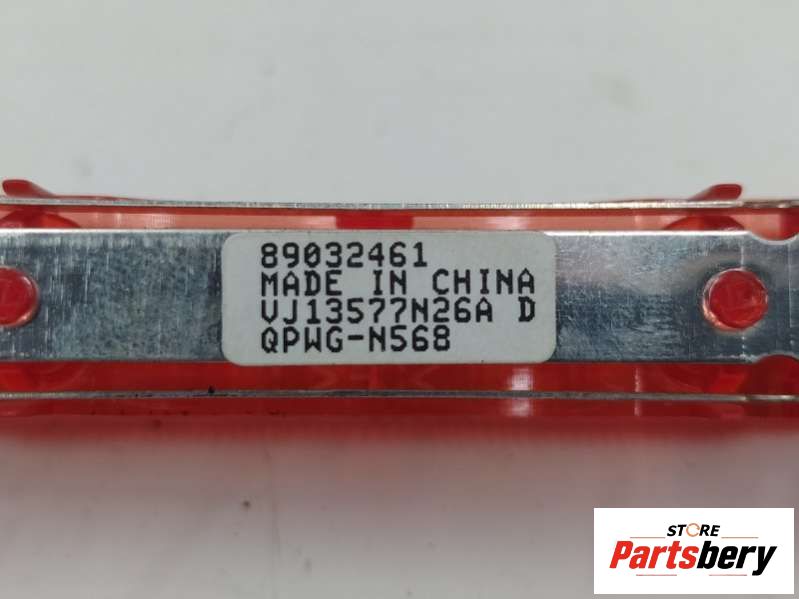 89032461
MADE IN CHINA
VJ13577N26A D
QPWG-N568
STORE
Partsbery